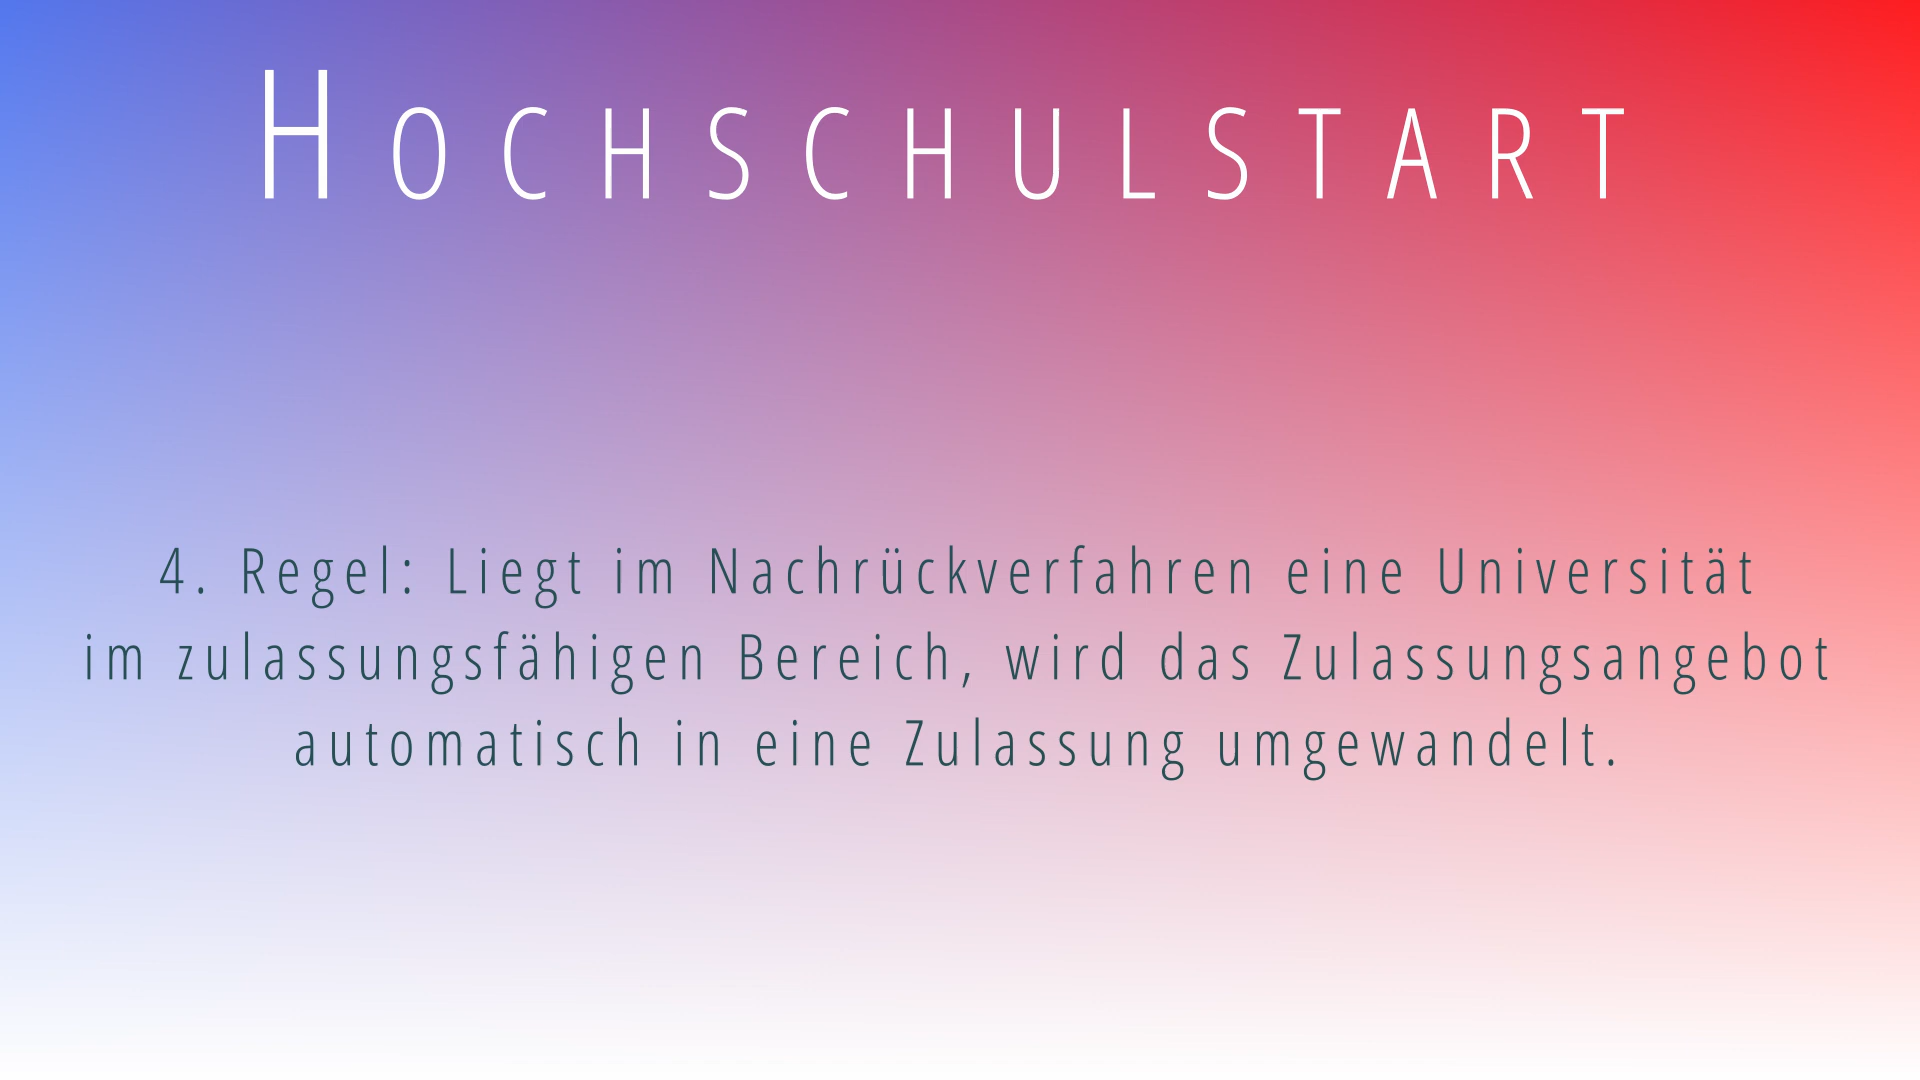 Hochschulstart
4. Regel: Liegt im Nachrückverfahren eine Universität
im zulassungsfähigen Bereich, wird das Zulassungsangebot
automatisch in eine Zulassung umgewandelt.